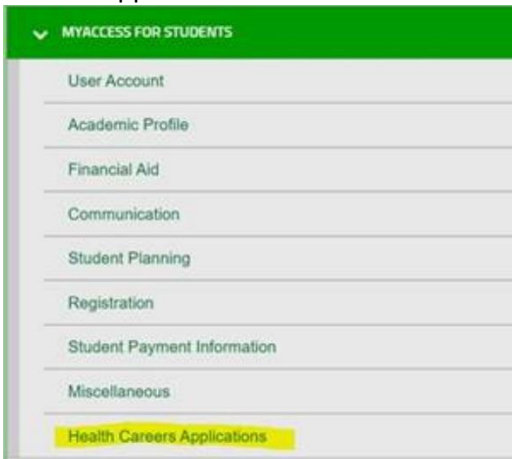 MYACCESS FOR STUDENTS
User Account
Academic Profile
Financial Aid
Communication
Student Planning
Registration
Student Payment Information
Miscellaneous
Health Careers Applications